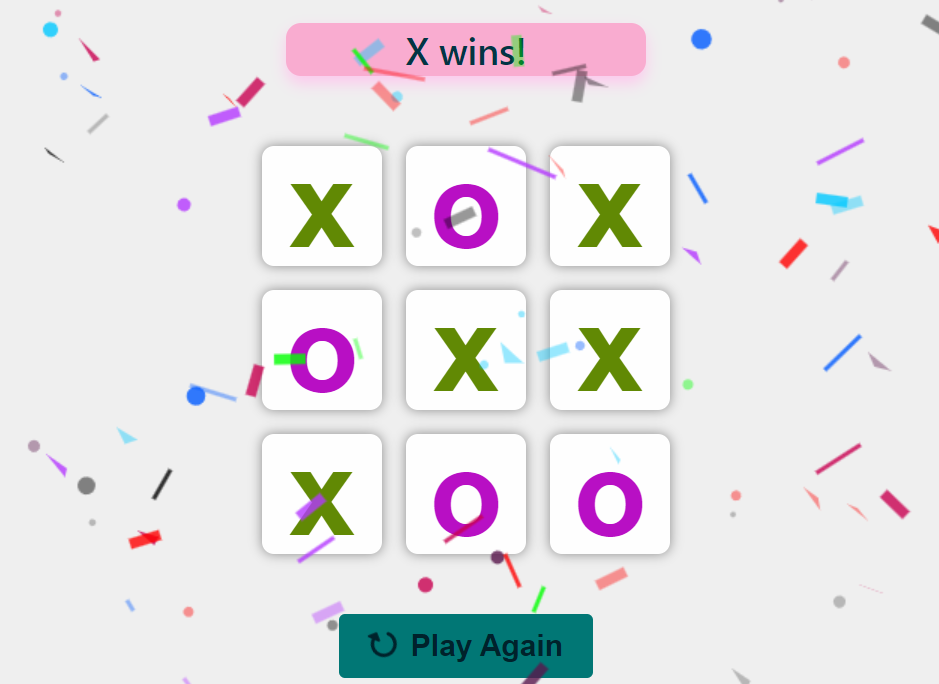 X wins!
X O X
O X X
X O O
Play Again